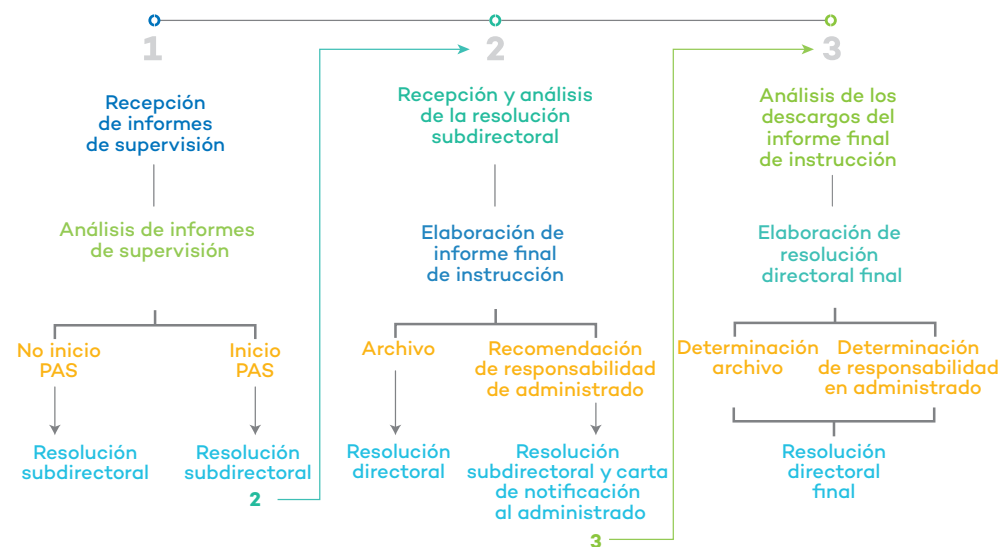 1
Recepción
de informes
de supervisión
Análisis de informes
de supervisión
No inicio
PAS
Inicio
PAS
Resolución
subdirectoral
Resolución
subdirectoral
2
2
Recepción y análisis
de la resolución
subdirectoral
Elaboración de
informe final
de instrucción
Archivo
Recomendación
de responsabilidad
de administrado
Resolución
directoral
Resolución
subdirectoral y carta
de notificación
al administrado
3
3
Análisis de los
descargos del
informe final
de instrucción
Elaboración de
resolución
directoral final
Determinación
archivo
Determinación
de responsabilidad
en administrado
Resolución
directoral
final